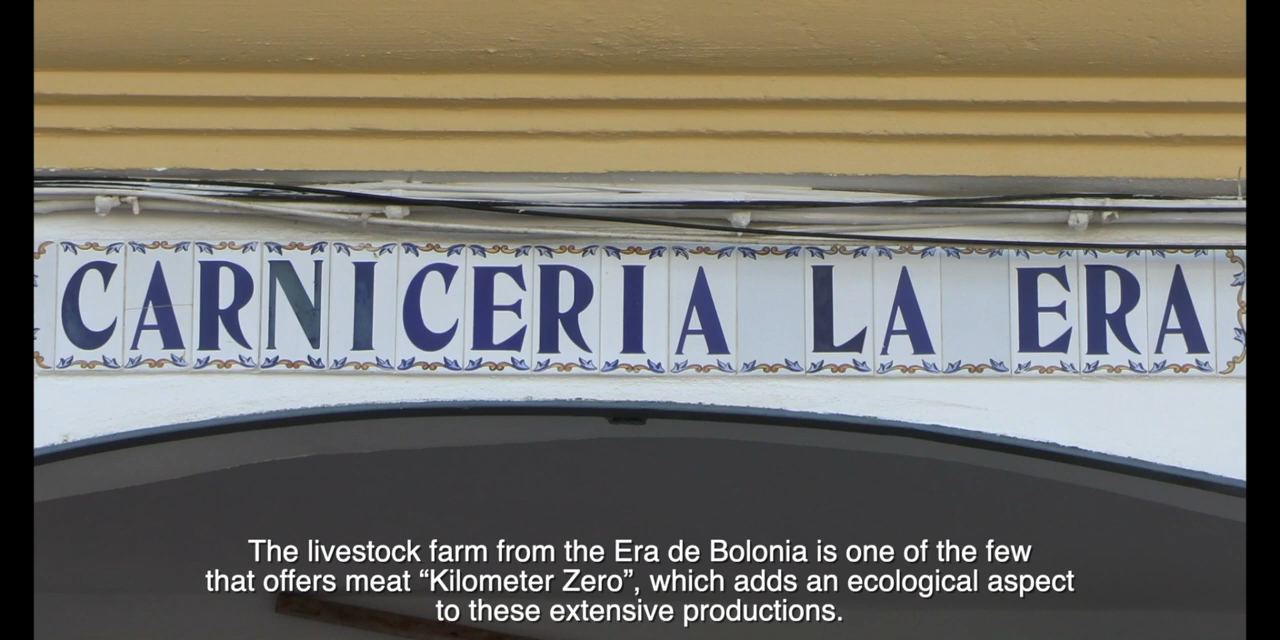 CARNICERIA LA ERA
The livestock farm from the Era de Bolonia is one of the few
that offers meat “Kilometer Zero”, which adds an ecological aspect
to these extensive productions.